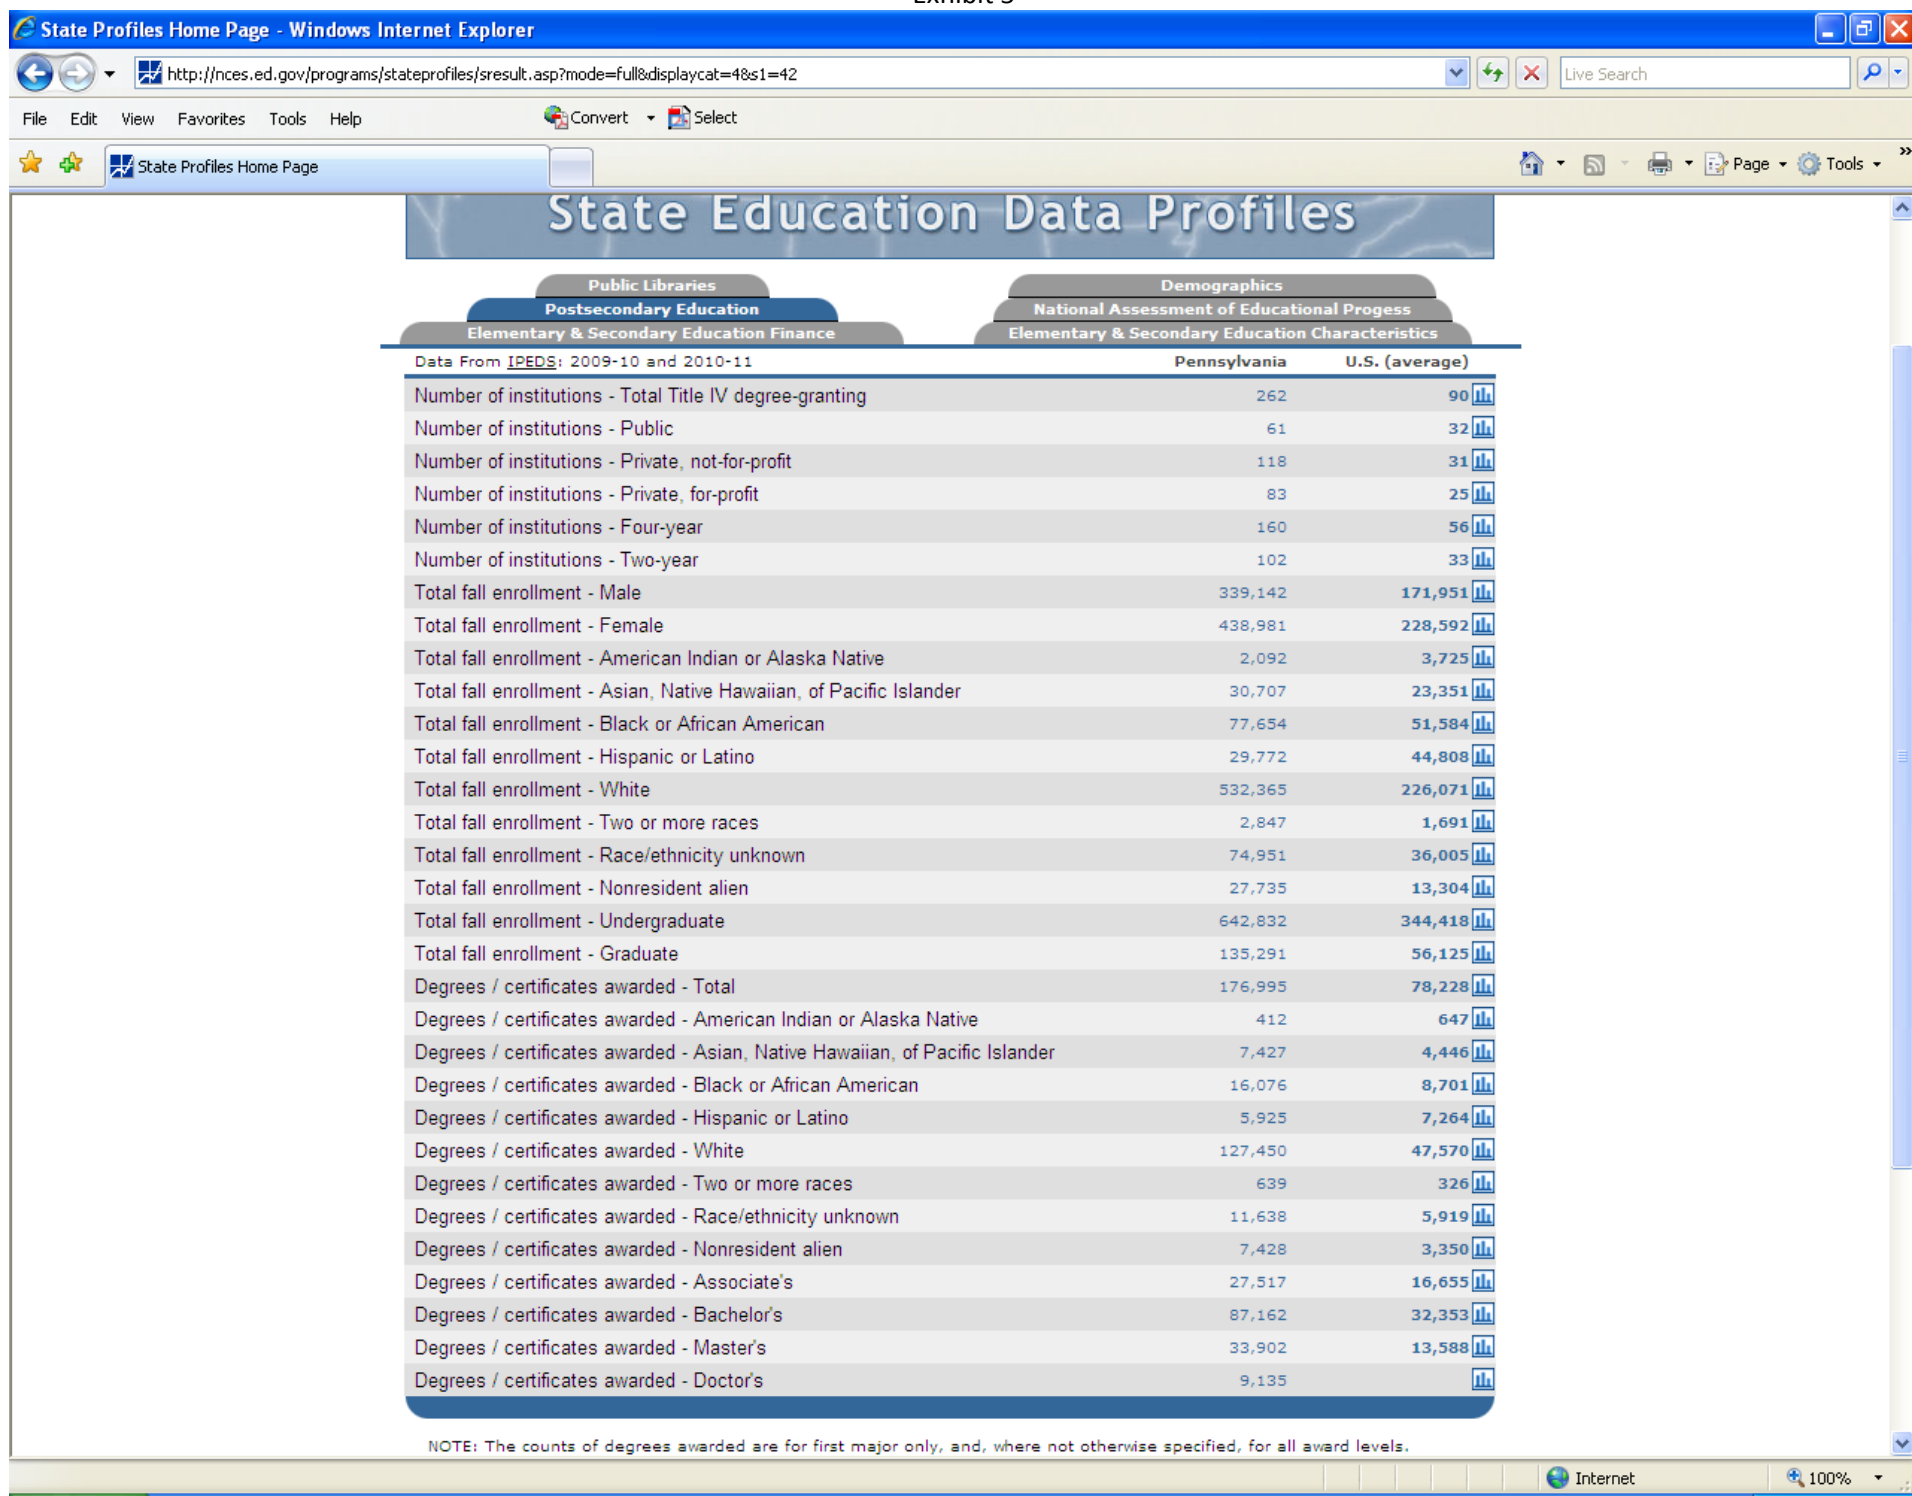 State Profiles Home Page - Windows Internet Explorer
http://nces.ed.gov/programs/stateprofiles/sresult.asp?mode=full&displaycat=4&s1=42
Live Search
File Edit View Favorites Tools Help
Convert Select
State Profiles Home Page
Page Tools
State Education Data Profiles
Public Libraries Demographics
Postsecondary Education National Assessment of Educational Progess
Elementary & Secondary Education Finance Elementary & Secondary Education Characteristics
Data From IPEDS: 2009-10 and 2010-11 Pennsylvania U.S. (average)
Number of institutions - Total Title IV degree-granting 262 90
Number of institutions - Public 61 32
Number of institutions - Private, not-for-profit 118 31
Number of institutions - Private, for-profit 83 25
Number of institutions - Four-year 160 56
Number of institutions - Two-year 102 33
Total fall enrollment - Male 339,142 171,951
Total fall enrollment - Female 438,981 228,592
Total fall enrollment - American Indian or Alaska Native 2,092 3,725
Total fall enrollment - Asian, Native Hawaiian, of Pacific Islander 30,707 23,351
Total fall enrollment - Black or African American 77,654 51,584
Total fall enrollment - Hispanic or Latino 29,772 44,808
Total fall enrollment - White 532,365 226,071
Total fall enrollment - Two or more races 2,847 1,691
Total fall enrollment - Race/ethnicity unknown 74,951 36,005
Total fall enrollment - Nonresident alien 27,735 13,304
Total fall enrollment - Undergraduate 642,832 344,418
Total fall enrollment - Graduate 135,291 56,125
Degrees / certificates awarded - Total 176,995 78,228
Degrees / certificates awarded - American Indian or Alaska Native 412 647
Degrees / certificates awarded - Asian, Native Hawaiian, of Pacific Islander 7,427 4,446
Degrees / certificates awarded - Black or African American 16,076 8,701
Degrees / certificates awarded - Hispanic or Latino 5,925 7,264
Degrees / certificates awarded - White 127,450 47,570
Degrees / certificates awarded - Two or more races 639 326
Degrees / certificates awarded - Race/ethnicity unknown 11,638 5,919
Degrees / certificates awarded - Nonresident alien 7,428 3,350
Degrees / certificates awarded - Associate's 27,517 16,655
Degrees / certificates awarded - Bachelor's 87,162 32,353
Degrees / certificates awarded - Master's 33,902 13,588
Degrees / certificates awarded - Doctor's 9,135
NOTE: The counts of degrees awarded are for first major only, and, where not otherwise specified, for all award levels.
Internet 100%